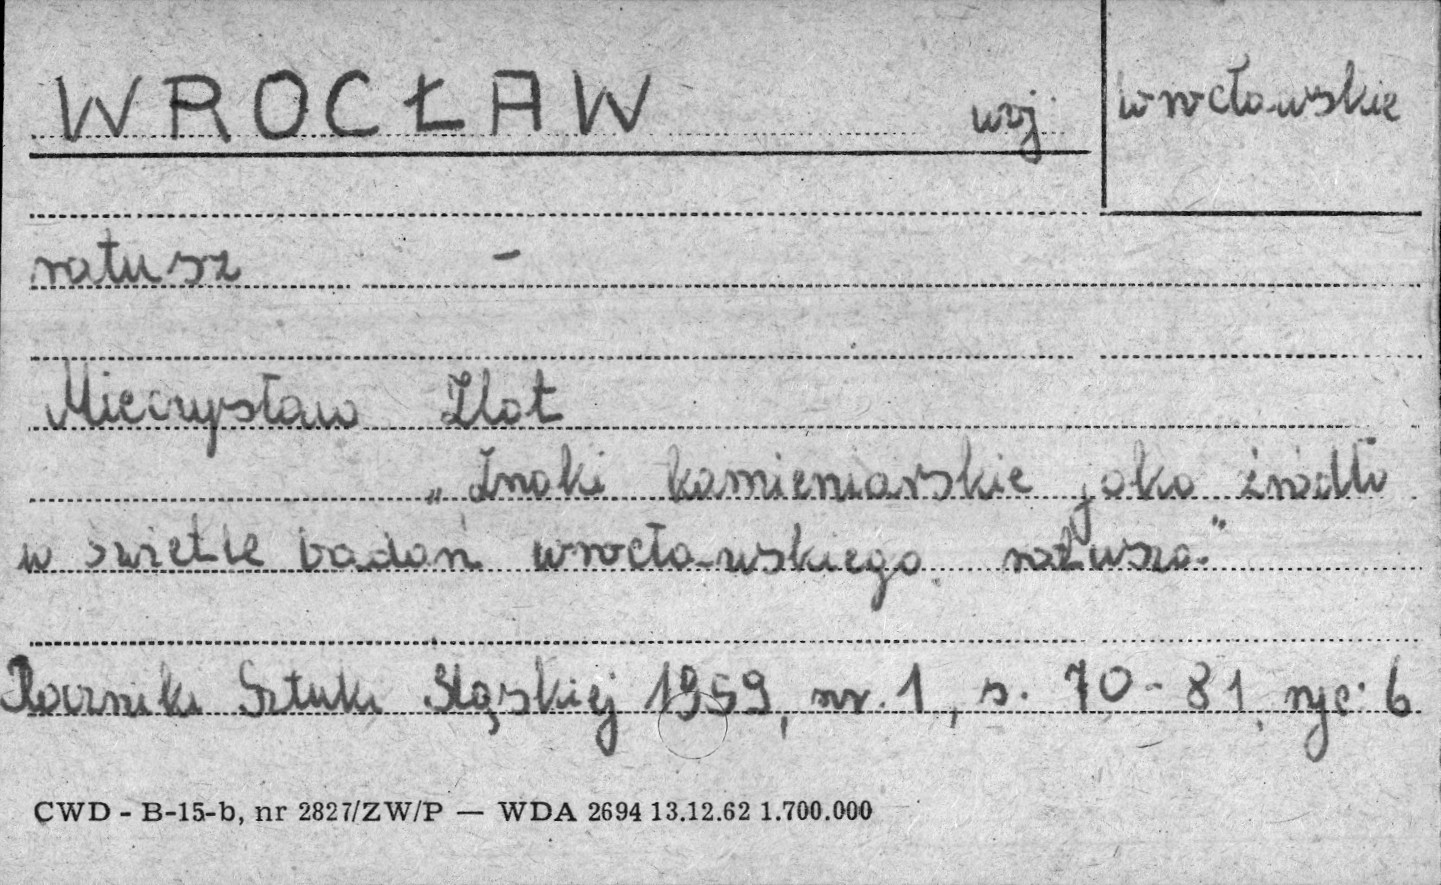 WROCŁAW woj. wrocławskie
ratusz -
Mieczysław Zlat
„Znaki kamieniarskie jako źródło
w świetle badań wrocławskiego ratusza."
Roczniki Sztuki Śląskiej 1959, nr. 1, s. 70-81, ryc. 6
CWD - B-15-b, nr 2827/ZW/P — WDA 2694 13.12.62 1.700.000